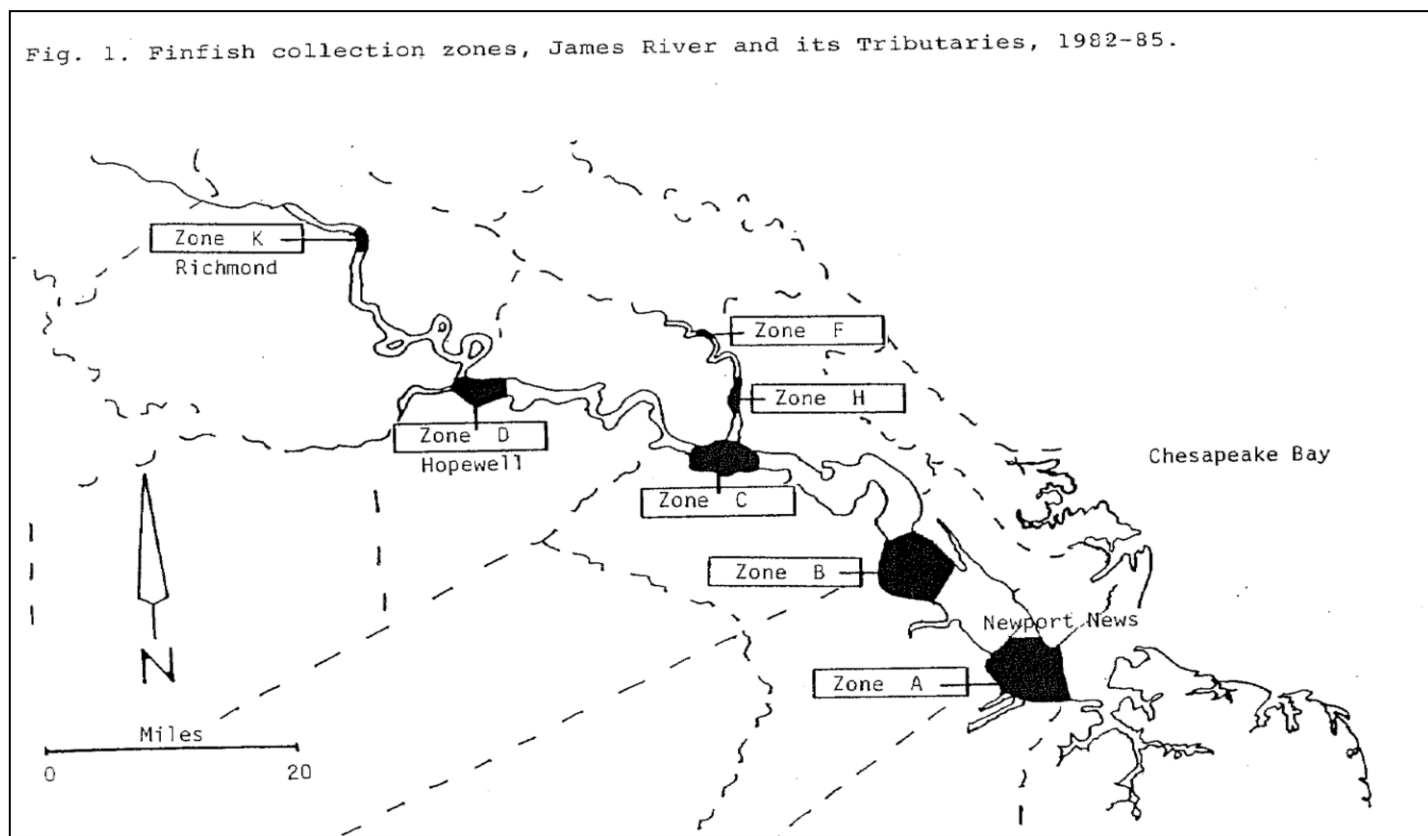 Fig. 1. Finfish collection zones, James River and its Tributaries, 1982-85.
Zone K
Richmond
Zone F
Zone H
Zone D
Hopewell
Chesapeake Bay
Zone C
Zone B
Newport News
Zone A
N
Miles
0 20